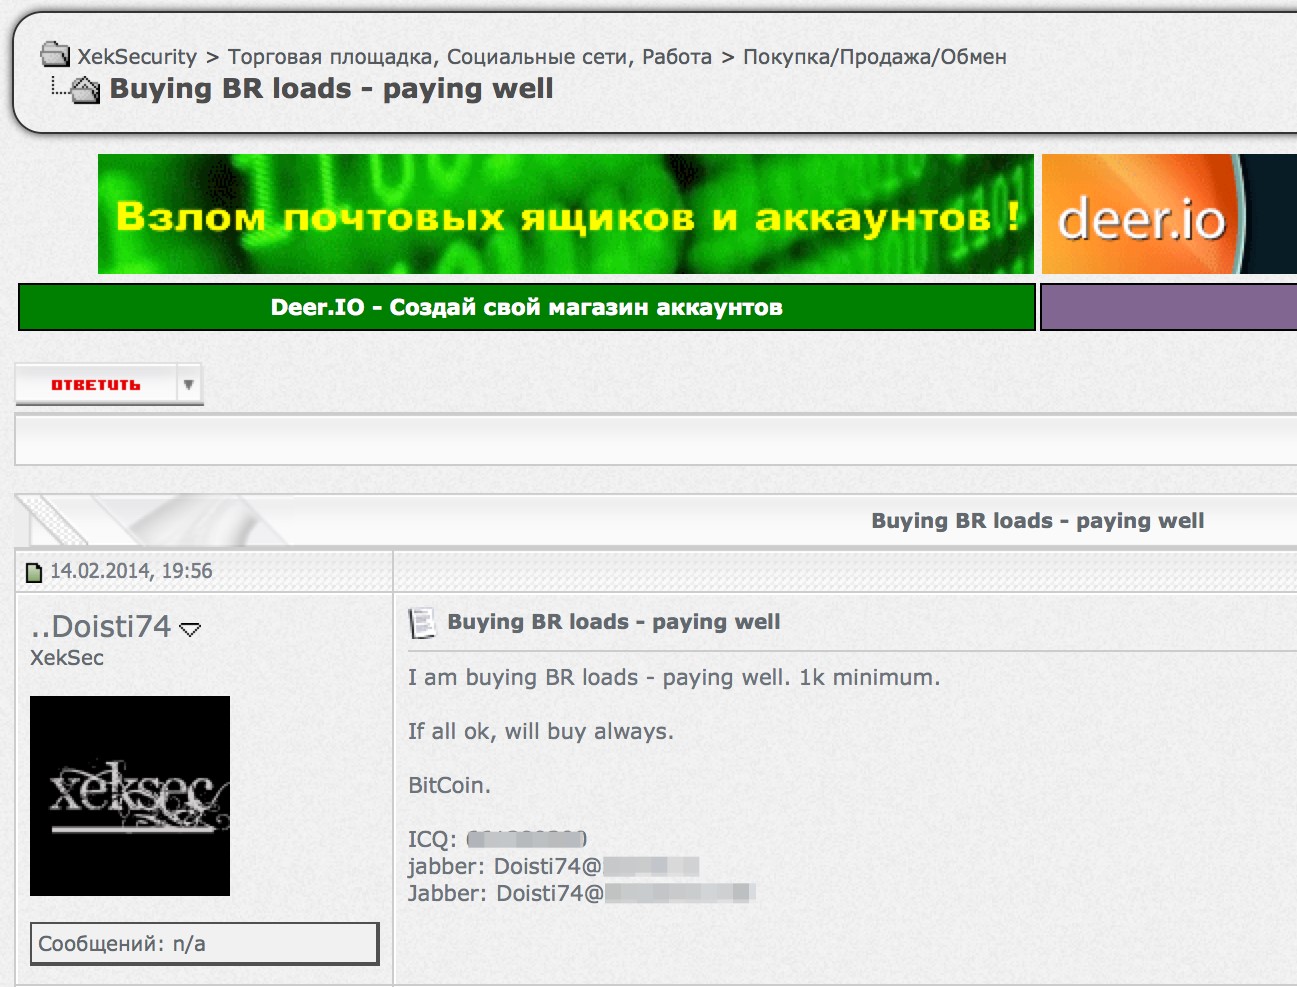 XekSecurity > Торговая площадка, Социальные сети, Работа > Покупка/Продажа/Обмен
Buying BR loads - paying well
Взлом почтовых ящиков и аккаунтов !
deer.io
Deer.IO - Создай свой магазин аккаунтов
ответить
Buying BR loads - paying well
14.02.2014, 19:56
..Doisti74
XekSec
xeksec
Сообщений: n/a
Buying BR loads - paying well
I am buying BR loads - paying well. 1k minimum.
If all ok, will buy always.
BitCoin.
ICQ:
jabber: Doisti74@
Jabber: Doisti74@